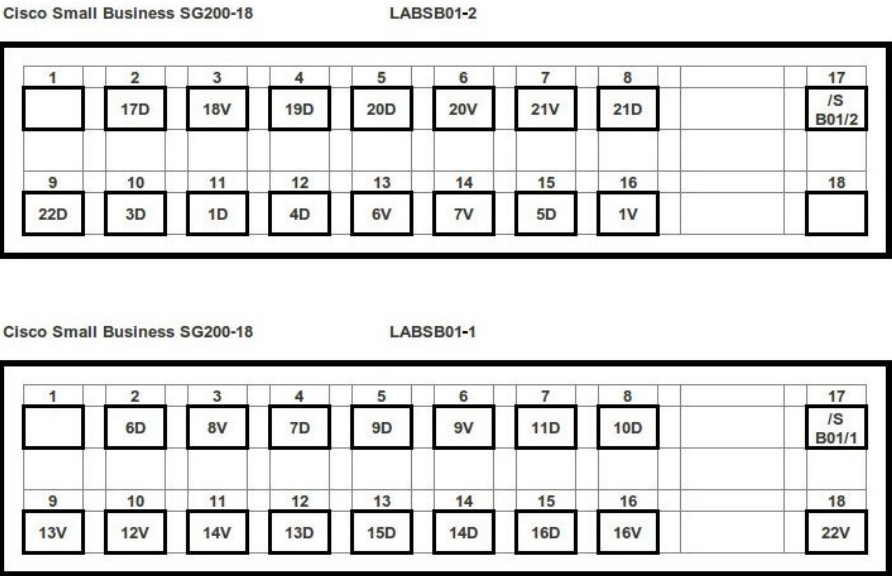 Cisco Small Business SG200-18 LABSB01-2
1 2 3 4 5 6 7 8 17
17D 18V 19D 20D 20V 21V 21D /S
B01/2
9 10 11 12 13 14 15 16 18
22D 3D 1D 4D 6V 7V 5D 1V
Cisco Small Business SG200-18 LABSB01-1
1 2 3 4 5 6 7 8 17
6D 8V 7D 9D 9V 11D 10D /S
B01/1
9 10 11 12 13 14 15 16 18
13V 12V 14V 13D 15D 14D 16D 16V 22V